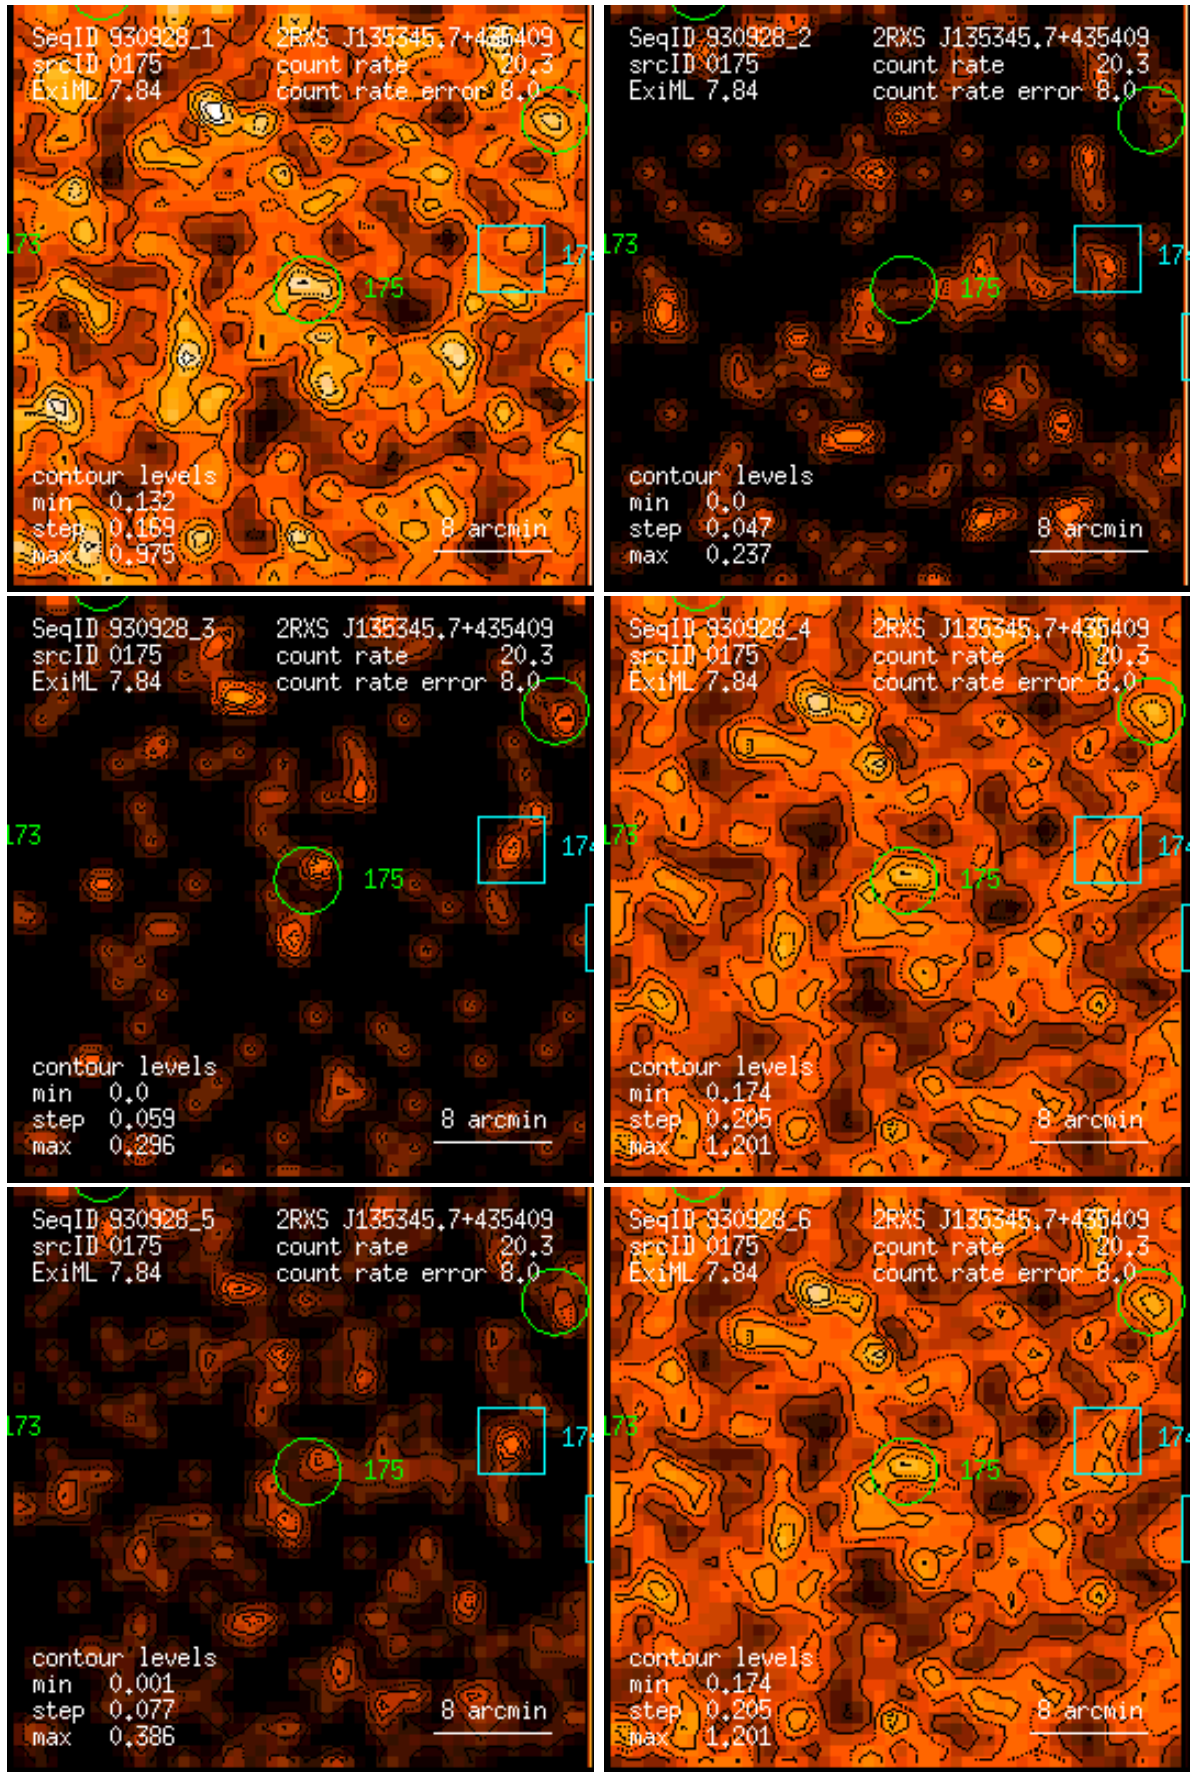 SeqID 930928_1 2RXS J135345.7+435409
srcID 0175 count rate 20.3
ExiML 7.84 count rate error 8.0
173
175
174
contour levels
min 0.132
step 0.169
max 0.975
8 arcmin
SeqID 930928_2 2RXS J135345.7+435409
srcID 0175 count rate 20.3
ExiML 7.84 count rate error 8.0
173
175
174
contour levels
min 0.0
step 0.047
max 0.237
8 arcmin
SeqID 930928_3 2RXS J135345.7+435409
srcID 0175 count rate 20.3
ExiML 7.84 count rate error 8.0
173
175
174
contour levels
min 0.0
step 0.059
max 0.296
8 arcmin
SeqID 930928_4 2RXS J135345.7+435409
srcID 0175 count rate 20.3
ExiML 7.84 count rate error 8.0
173
175
174
contour levels
min 0.174
step 0.205
max 1.201
8 arcmin
SeqID 930928_5 2RXS J135345.7+435409
srcID 0175 count rate 20.3
ExiML 7.84 count rate error 8.0
173
175
174
contour levels
min 0.001
step 0.077
max 0.386
8 arcmin
SeqID 930928_6 2RXS J135345.7+435409
srcID 0175 count rate 20.3
ExiML 7.84 count rate error 8.0
173
175
174
contour levels
min 0.174
step 0.205
max 1.201
8 arcmin